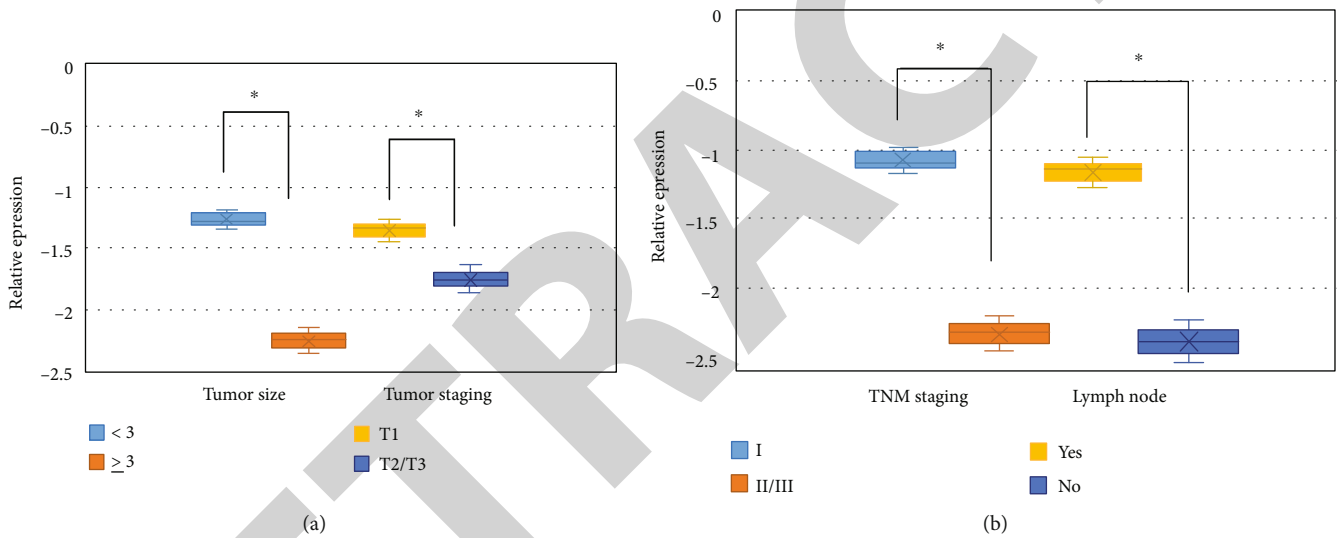 0
−0.5
−1
−1.5
−2
−2.5
Relative epression
*
*
Tumor size
Tumor staging
< 3
≥ 3
T1
T2/T3
(a)
0
−0.5
−1
−1.5
−2
−2.5
Relative epression
*
*
TNM staging
Lymph node
I
II/III
Yes
No
(b)
TRAC